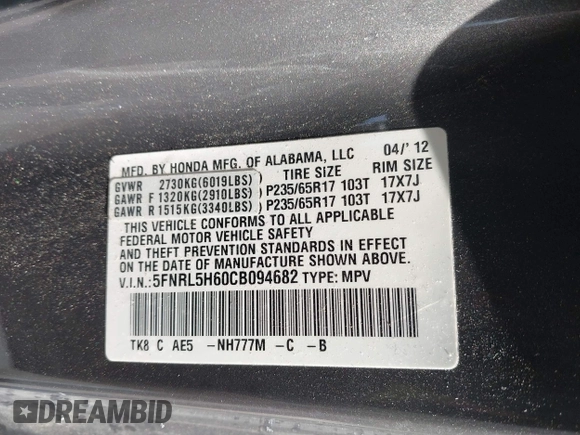 MFD. BY HONDA MFG. OF ALABAMA, LLC 04/'12
TIRE SIZE RIM SIZE
GVWR 2730KG(6019LBS)
GAWR F 1320KG(2910LBS) P235/65R17 103T 17X7J
GAWR R 1515KG(3340LBS) P235/65R17 103T 17X7J
THIS VEHICLE CONFORMS TO ALL APPLICABLE
FEDERAL MOTOR VEHICLE SAFETY
AND THEFT PREVENTION STANDARDS IN EFFECT
ON THE DATE OF MANUFACTURE SHOWN ABOVE.
V.I.N.:5FNRL5H60CB094682 TYPE: MPV
TK8 C AE5 -NH777M -C -B
DREAMBID